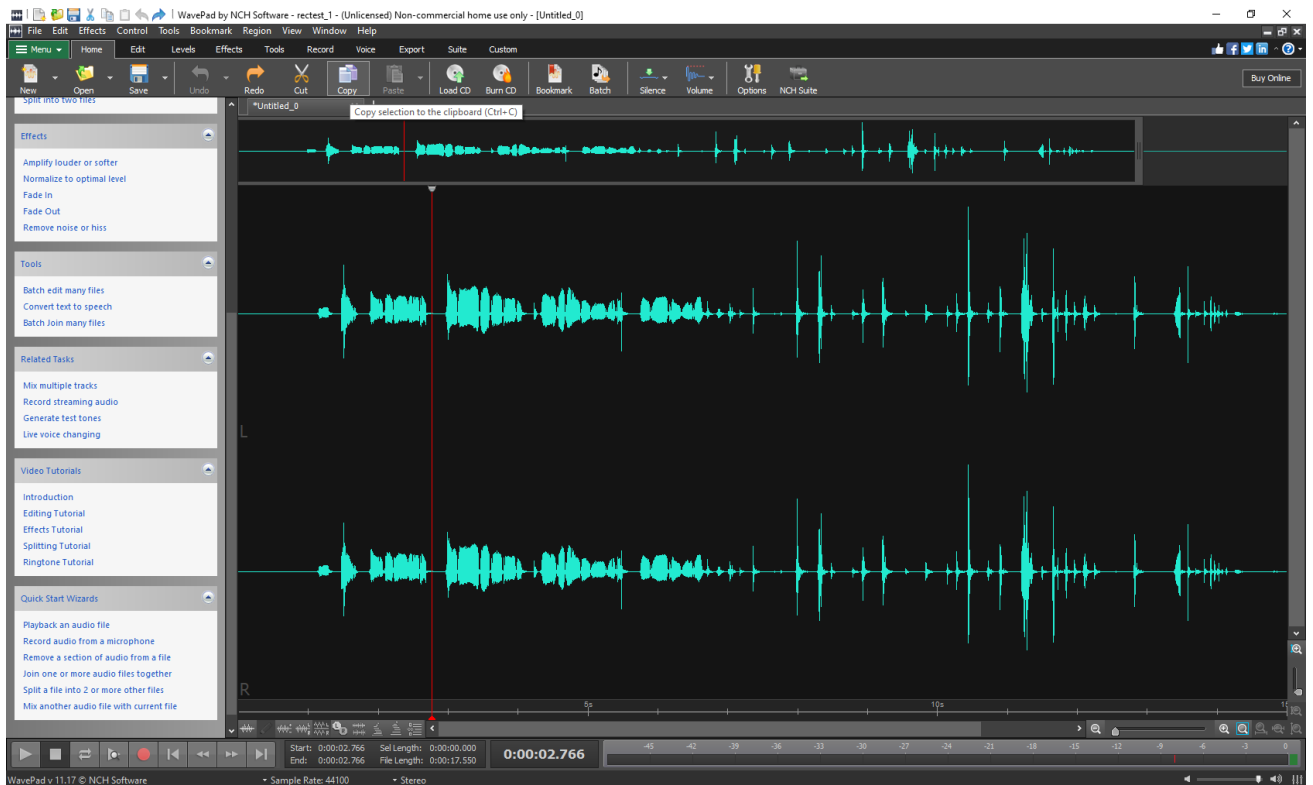 WavePad by NCH Software - rectest_1 - (Unlicensed) Non-commercial home use only - [Untitled_0]
File Edit Effects Control Tools Bookmark Region View Window Help
Menu Home Edit Levels Effects Tools Record Voice Export Suite Custom
New Open Save Undo Redo Cut Copy Paste Load CD Burn CD Bookmark Batch Silence Volume Options NCH Suite Buy Online
Split into two files
*Untitled_0
Copy selection to the clipboard (Ctrl+C)
Effects
Amplify louder or softer
Normalize to optimal level
Fade In
Fade Out
Remove noise or hiss
Tools
Batch edit many files
Convert text to speech
Batch Join many files
Related Tasks
Mix multiple tracks
Record streaming audio
Generate test tones
Live voice changing
Video Tutorials
Introduction
Editing Tutorial
Effects Tutorial
Splitting Tutorial
Ringtone Tutorial
Quick Start Wizards
Playback an audio file
Record audio from a microphone
Remove a section of audio from a file
Join one or more audio files together
Split a file into 2 or more other files
Mix another audio file with current file
L
R
5s 10s
Start: 0:00:02.766 Sel Length: 0:00:00.000
End: 0:00:02.766 File Length: 0:00:17.550
0:00:02.766
-45 -42 -39 -36 -33 -30 -27 -24 -21 -18 -15 -12 -9 -6 -3 0
WavePad v 11.17 © NCH Software Sample Rate: 44100 Stereo